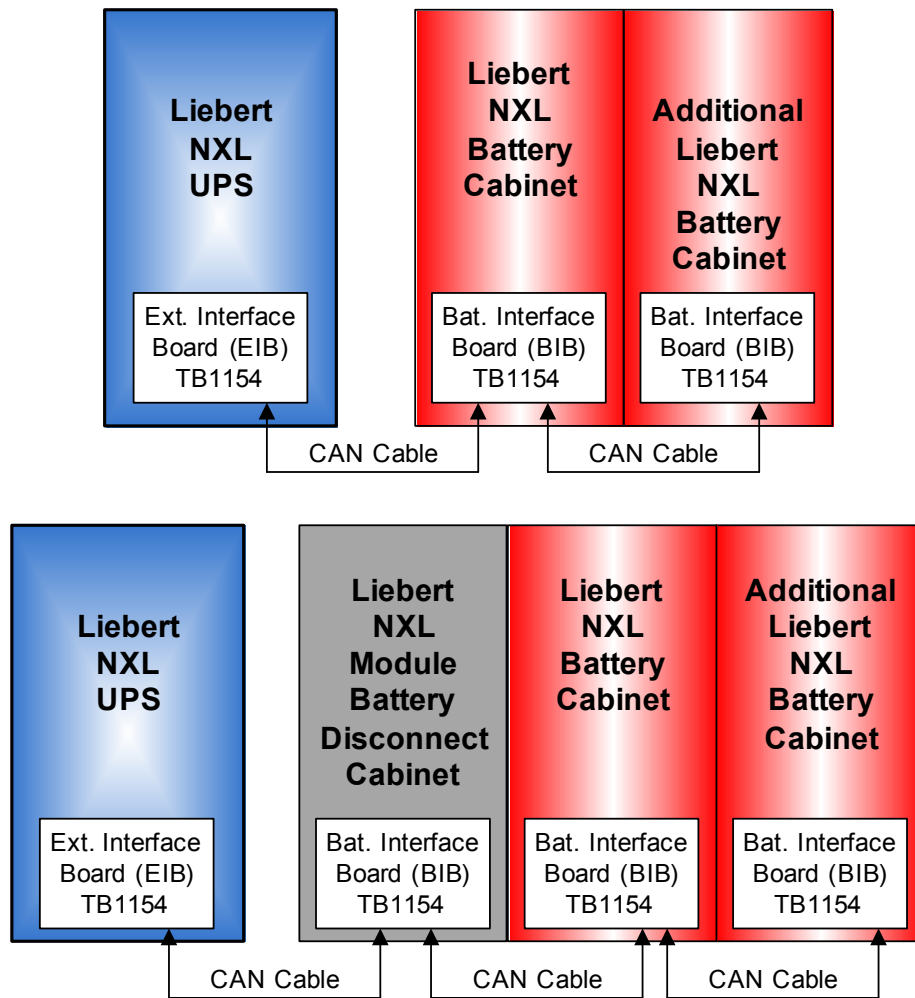 Liebert
NXL
UPS
Ext. Interface
Board (EIB)
TB1154
Liebert
NXL
Battery
Cabinet
Bat. Interface
Board (BIB)
TB1154
Additional
Liebert
NXL
Battery
Cabinet
Bat. Interface
Board (BIB)
TB1154
CAN Cable
CAN Cable
Liebert
NXL
UPS
Ext. Interface
Board (EIB)
TB1154
Liebert
NXL
Module
Battery
Disconnect
Cabinet
Bat. Interface
Board (BIB)
TB1154
Liebert
NXL
Battery
Cabinet
Bat. Interface
Board (BIB)
TB1154
Additional
Liebert
NXL
Battery
Cabinet
Bat. Interface
Board (BIB)
TB1154
CAN Cable
CAN Cable
CAN Cable